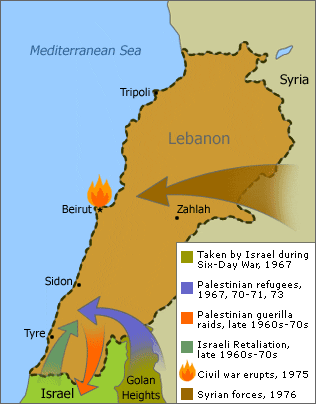 Mediterranean Sea
Syria
Tripoli
Lebanon
Beirut
Zahlah
Sidon
Tyre
Israel
Golan
Heights
Taken by Israel during
Six-Day War, 1967
Palestinian refugees,
1967, 70-71, 73
Palestinian guerilla
raids, late 1960s-70s
Israeli Retaliation,
late 1960s-70s
Civil war erupts, 1975
Syrian forces, 1976